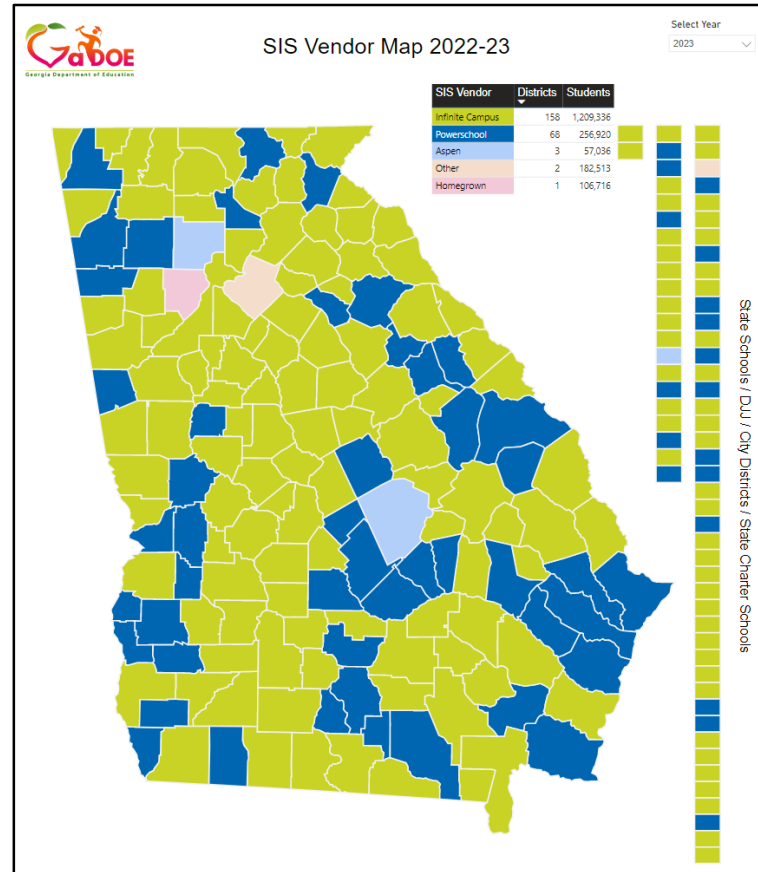 GaDOE
Georgia Department of Education
SIS Vendor Map 2022-23
Select Year
2023
SIS Vendor Districts Students
Infinite Campus 158 1,209,336
Powerschool 68 256,920
Aspen 3 57,036
Other 2 182,513
Homegrown 1 106,716
State Schools / DJJ / City Districts / State Charter Schools